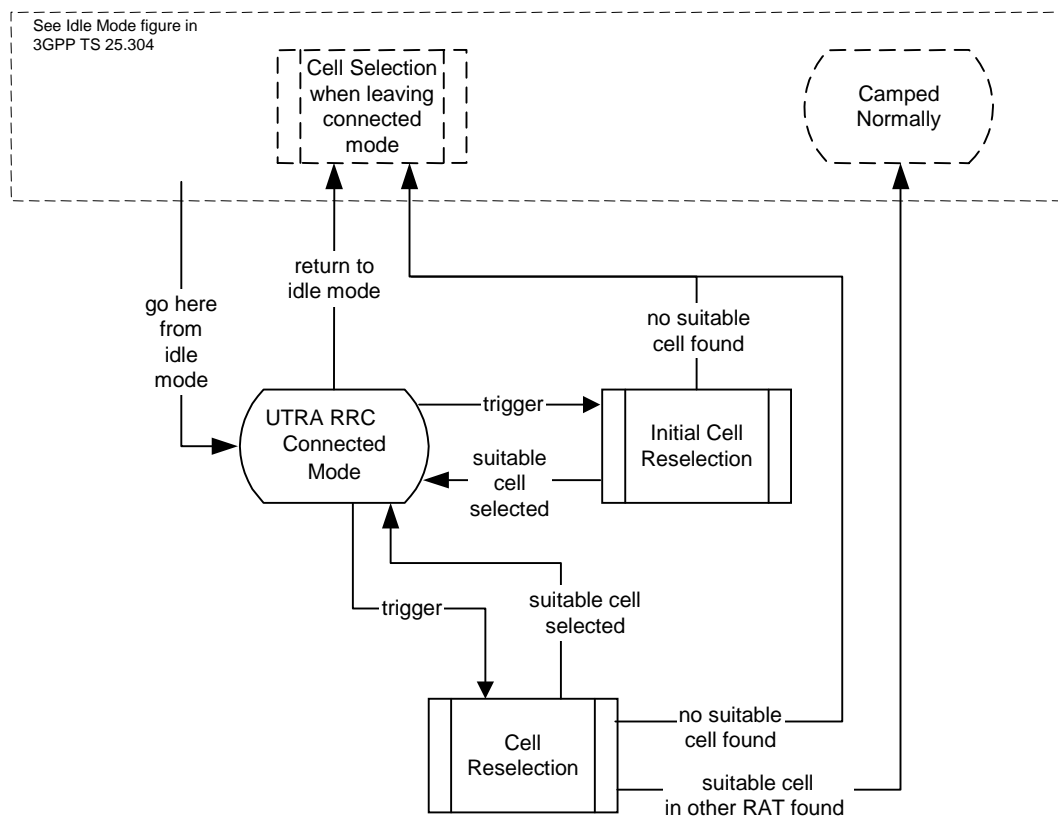 See Idle Mode figure in
3GPP TS 25.304
Cell Selection
when leaving
connected
mode
Camped
Normally
return to
idle mode
go here
from
idle
mode
no suitable
cell found
UTRA RRC
Connected
Mode
trigger
Initial Cell
Reselection
suitable
cell
selected
trigger
suitable cell
selected
Cell
Reselection
no suitable
cell found
suitable cell
in other RAT found